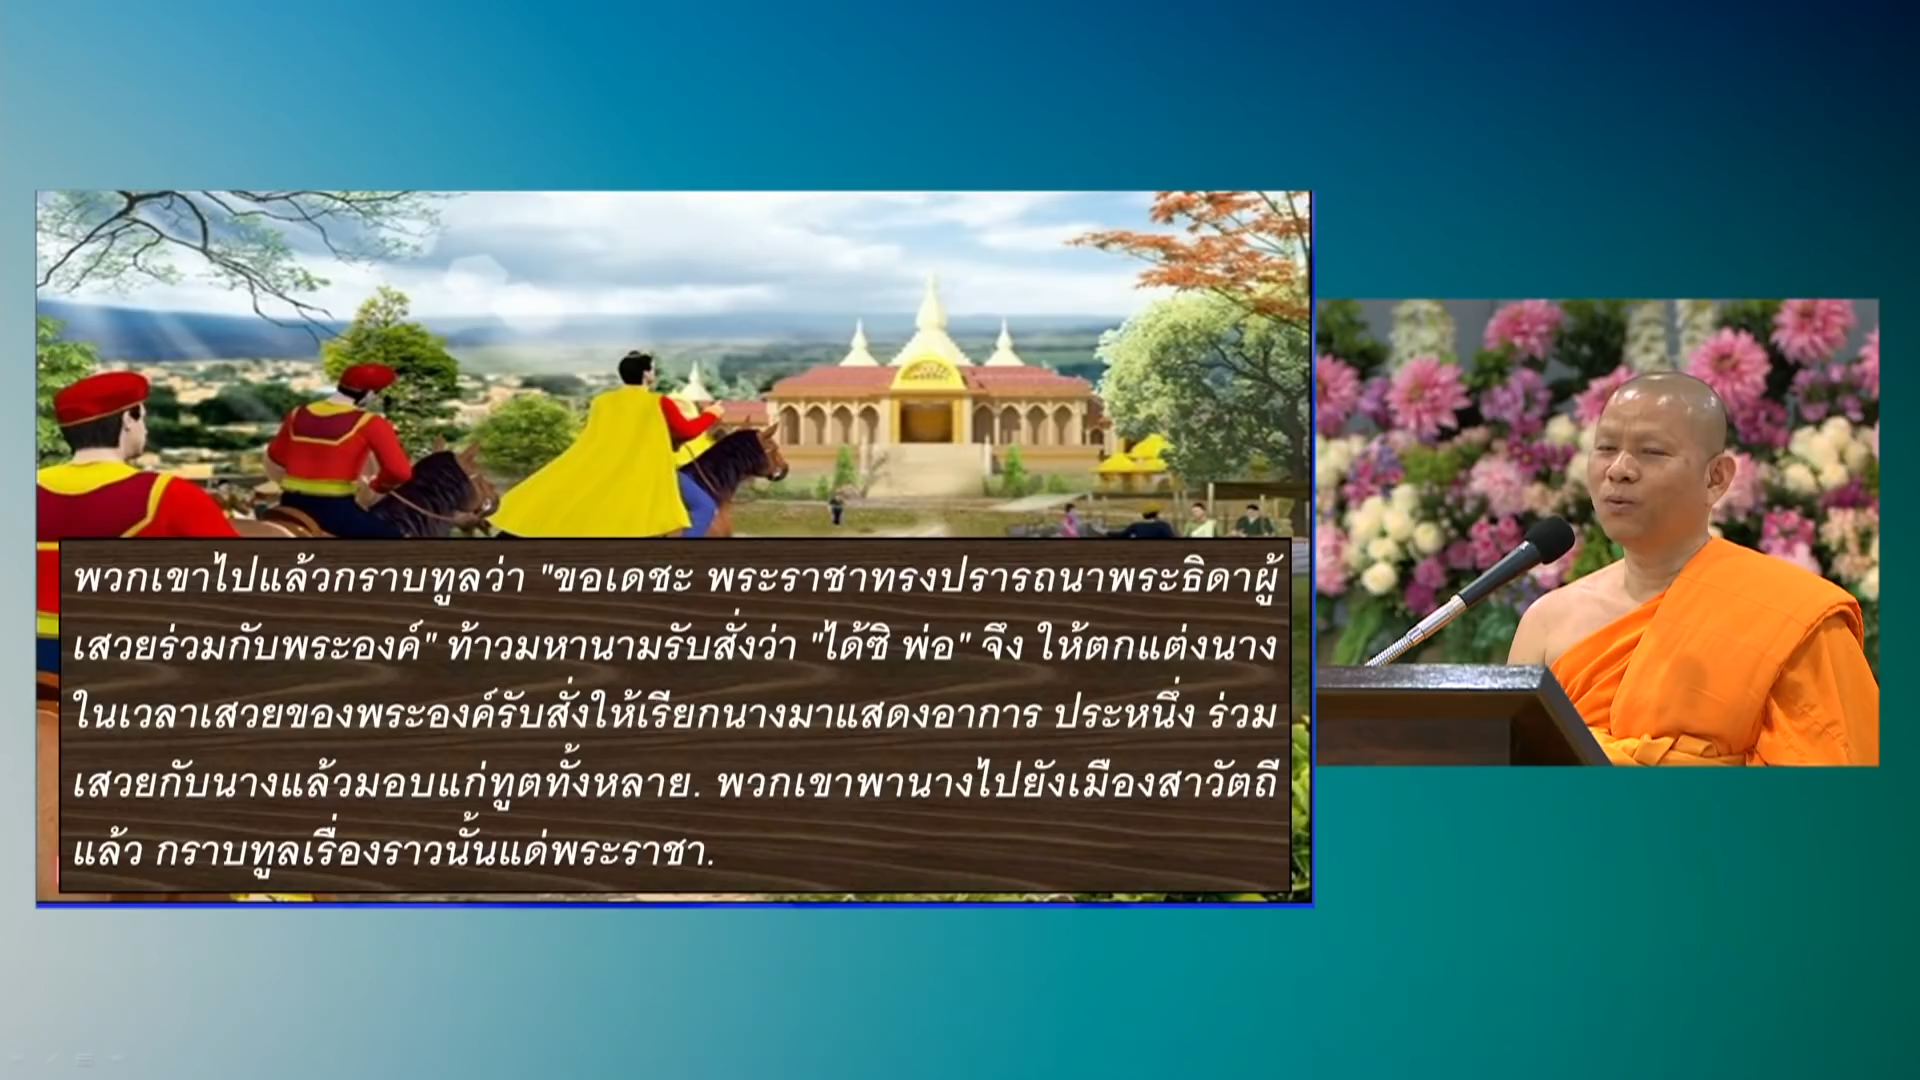 พวกเขาไปแล้วกราบทูลว่า "ขอเดชะ พระราชาทรงปรารถนาพระธิดาผู้
เสวยร่วมกับพระองค์" ท้าวมหานามรับสั่งว่า "ได้ซิ พ่อ" จึง ให้ตกแต่งนาง
ในเวลาเสวยของพระองค์รับสั่งให้เรียกนางมาแสดงอาการ ประหนึ่ง ร่วม
เสวยกับนางแล้วมอบแก่ทูตทั้งหลาย. พวกเขาพานางไปยังเมืองสาวัตถี
แล้ว กราบทูลเรื่องราวนั้นแด่พระราชา.